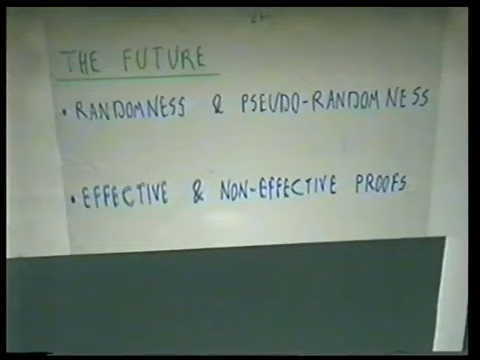 THE FUTURE
• RANDOMNESS & PSEUDO-RANDOMNESS
• EFFECTIVE & NON-EFFECTIVE PROOFS